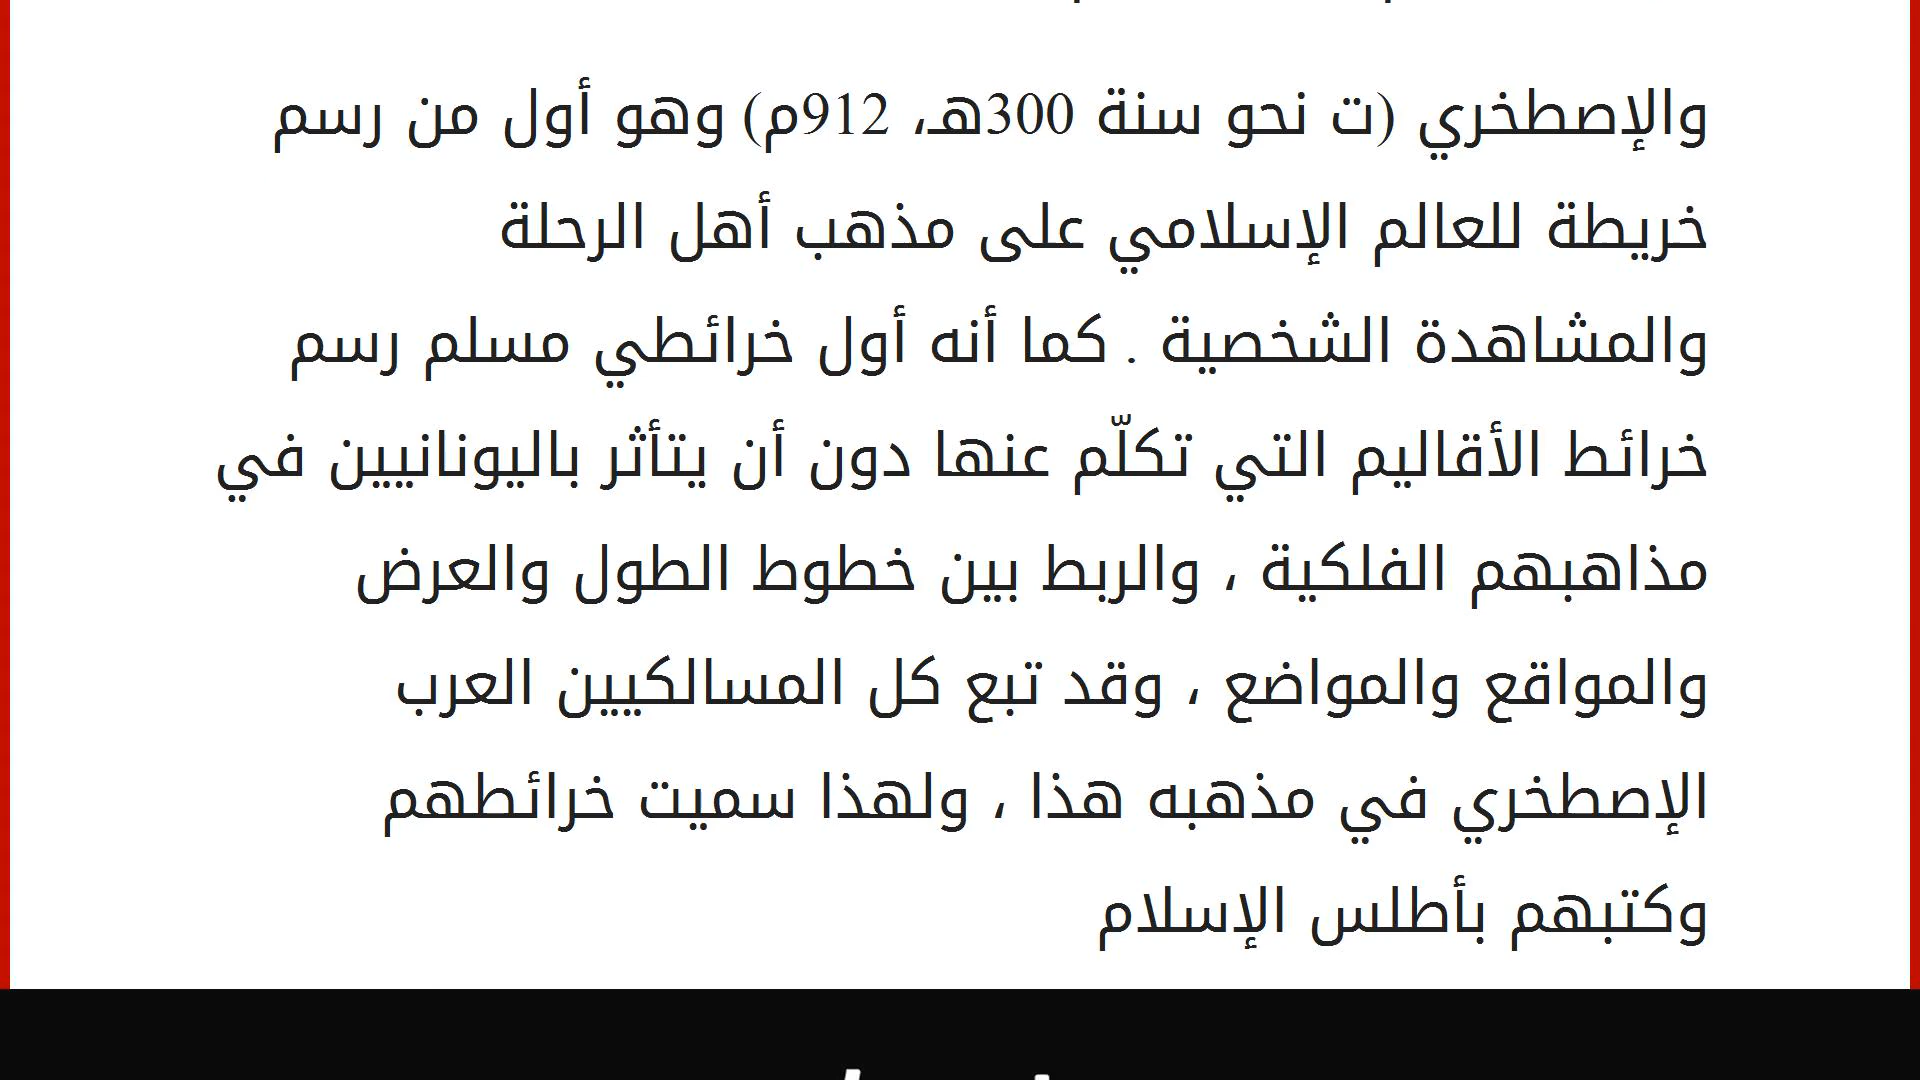 والإصطخري (ت نحو سنة 300هـ، 912م) وهو أول من رسم
خريطة للعالم الإسلامي على مذهب أهل الرحلة
والمشاهدة الشخصية . كما أنه أول خرائطي مسلم رسم
خرائط الأقاليم التي تكلّم عنها دون أن يتأثر باليونانيين في
مذاهبهم الفلكية ، والربط بين خطوط الطول والعرض
والمواقع والمواضع ، وقد تبع كل المسالكيين العرب
الإصطخري في مذهبه هذا ، ولهذا سميت خرائطهم
وكتبهم بأطلس الإسلام